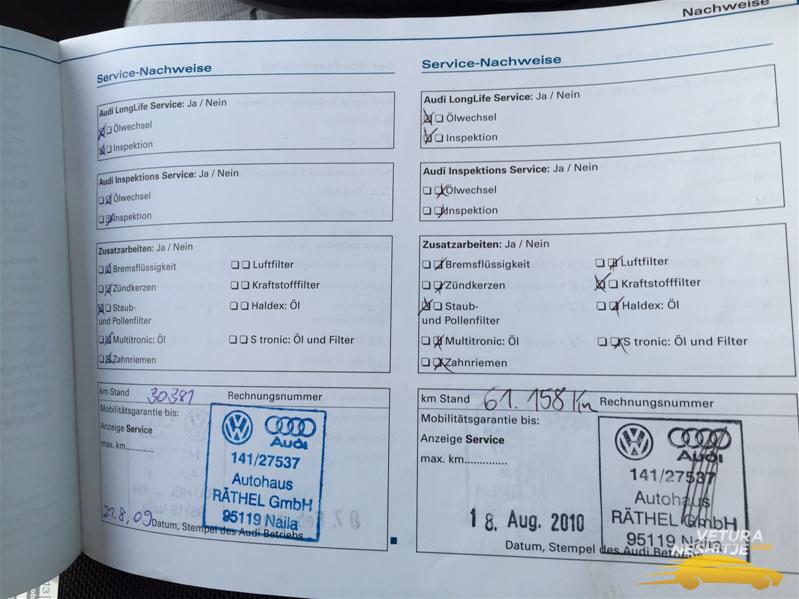 Nachweise
Service-Nachweise
Audi LongLife Service: Ja / Nein
Ölwechsel
Inspektion
Audi Inspektions Service: Ja / Nein
Ölwechsel
Inspektion
Zusatzarbeiten: Ja / Nein
Bremsflüssigkeit
Luftfilter
Zündkerzen
Kraftstofffilter
Staub-
und Pollenfilter
Haldex: Öl
Multitronic: Öl
S tronic: Öl und Filter
Zahnriemen
km Stand 30381 Rechnungsnummer
Mobilitätsgarantie bis:
Anzeige Service
max. km..............
Audi
141/27537
Autohaus
RÄTHEL GmbH
95119 Naila
21.8.09 Datum, Stempel des Audi Betriebs
Service-Nachweise
Audi LongLife Service: Ja / Nein
Ölwechsel
Inspektion
Audi Inspektions Service: Ja / Nein
Ölwechsel
Inspektion
Zusatzarbeiten: Ja / Nein
Bremsflüssigkeit
Luftfilter
Zündkerzen
Kraftstofffilter
Staub-
und Pollenfilter
Haldex: Öl
Multitronic: Öl
S tronic: Öl und Filter
Zahnriemen
km Stand 61.158 Km Rechnungsnummer
Mobilitätsgarantie bis:
Anzeige Service
max. km..............
Audi
141/27537
Autohaus
RÄTHEL GmbH
95119 Naila
18. Aug. 2010
Datum, Stempel des Audi Betriebs
VETURA